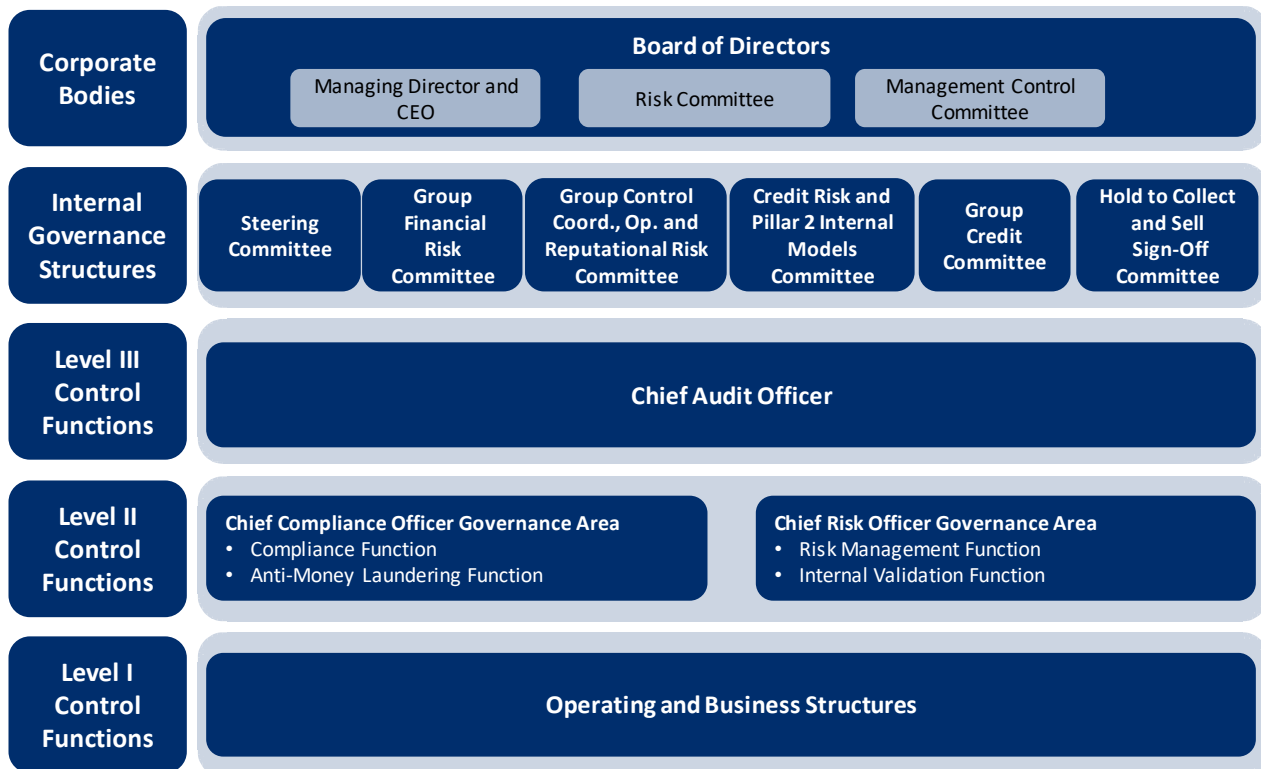 Corporate
Bodies
Board of Directors
Managing Director and
CEO
Risk Committee
Management Control
Committee
Internal
Governance
Structures
Steering
Committee
Group
Financial
Risk
Committee
Group Control
Coord., Op. and
Reputational Risk
Committee
Credit Risk and
Pillar 2 Internal
Models
Committee
Group
Credit
Committee
Hold to Collect
and Sell
Sign-Off
Committee
Level III
Control
Functions
Chief Audit Officer
Level II
Control
Functions
Chief Compliance Officer Governance Area
• Compliance Function
• Anti-Money Laundering Function
Chief Risk Officer Governance Area
• Risk Management Function
• Internal Validation Function
Level I
Control
Functions
Operating and Business Structures